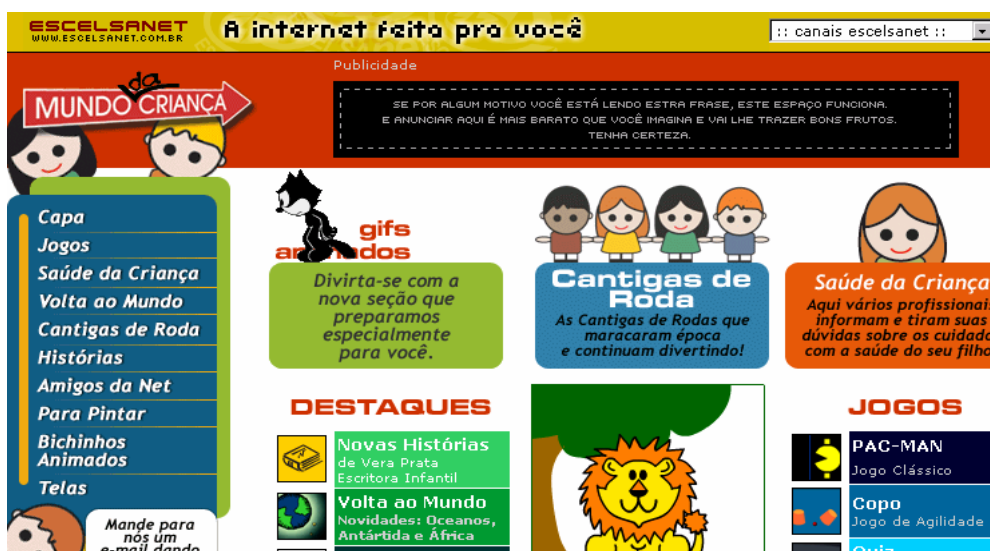 ESCELSANET
WWW.ESCELSANET.COM.BR
A internet feita pra você
:: canais escelsanet ::
Publicidade
da
MUNDO CRIANÇA
SE POR ALGUM MOTIVO VOCÊ ESTÁ LENDO ESTRA FRASE, ESTE ESPAÇO FUNCIONA.
E ANUNCIAR AQUI É MAIS BARATO QUE VOCÊ IMAGINA E VAI LHE TRAZER BONS FRUTOS.
TENHA CERTEZA.
Capa
Jogos
Saúde da Criança
Volta ao Mundo
Cantigas de Roda
Histórias
Amigos da Net
Para Pintar
Bichinhos
Animados
Telas
Mande para
nós um
e-mail dando
gifs
animados
Divirta-se com a
nova seção que
preparamos
especialmente
para você.
Cantigas de
Roda
As Cantigas de Rodas que
maracaram época
e continuam divertindo!
Saúde da Criança
Aqui vários profissionais
informam e tiram suas
dúvidas sobre os cuidado
com a saúde do seu filho
DESTAQUES
Novas Histórias
de Vera Prata
Escritora Infantil
Volta ao Mundo
Novidades: Oceanos,
Antártida e África
JOGOS
PAC-MAN
Jogo Clássico
Copo
Jogo de Agilidade
Quiz